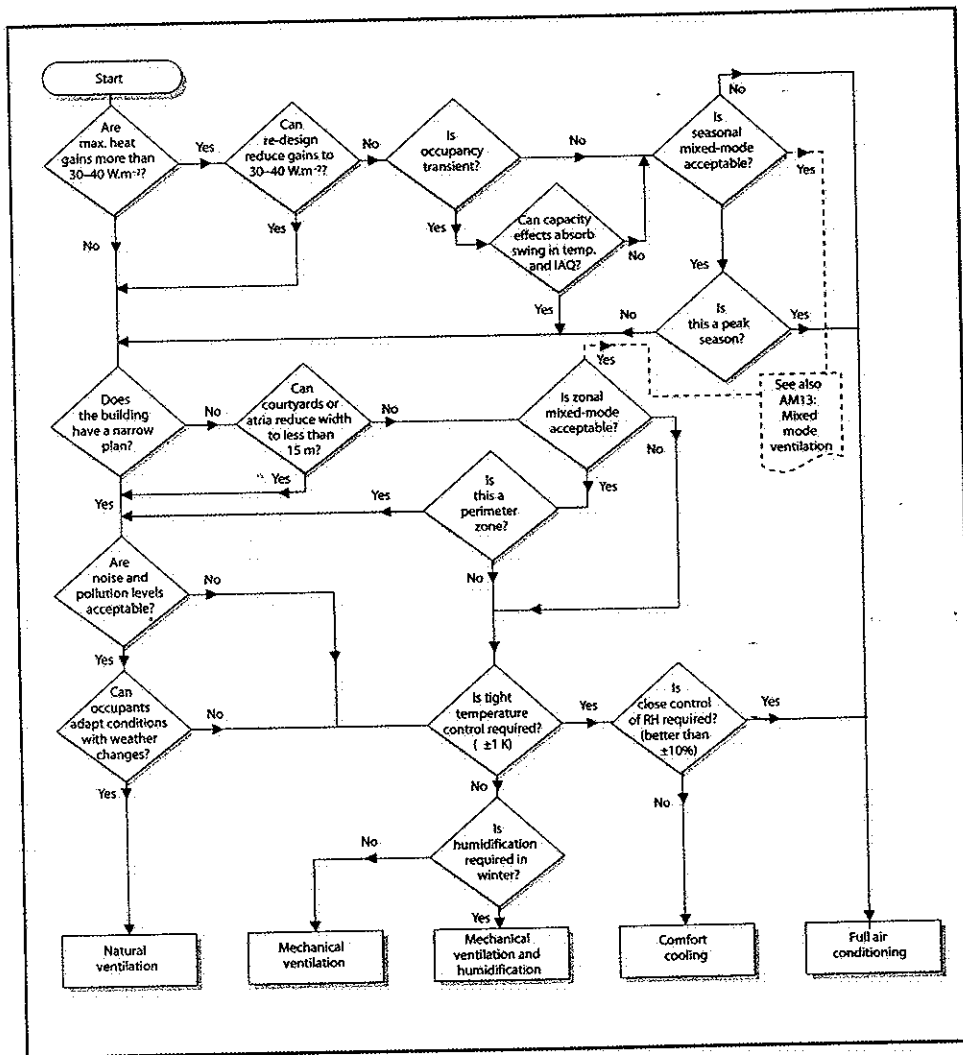 Start
Are
max. heat
gains more than
30–40 W.m⁻²?
Yes
No
Can
re-design
reduce gains to
30–40 W.m⁻²?
No
Yes
Is
occupancy
transient?
No
Yes
Can capacity
effects absorb
swing in temp.
and IAQ?
No
Yes
Is
seasonal
mixed-mode
acceptable?
No
Yes
Yes
Is
this a peak
season?
No
Yes
See also
AM13:
Mixed
mode
ventilation
Does
the building
have a narrow
plan?
No
Yes
Can
courtyards or
atria reduce width
to less than
15 m?
No
Yes
Is zonal
mixed-mode
acceptable?
Yes
No
Yes
Is
this a
perimeter
zone?
Yes
No
Are
noise and
pollution levels
acceptable?
No
Yes
Can
occupants
adapt conditions
with weather
changes?
No
Yes
Is tight
temperature
control required?
( ±1 K)
Yes
No
Is
close control
of RH required?
(better than
±10%)
Yes
No
Is
humidification
required in
winter?
No
Yes
Natural
ventilation
Mechanical
ventilation
Mechanical
ventilation and
humidification
Comfort
cooling
Full air
conditioning